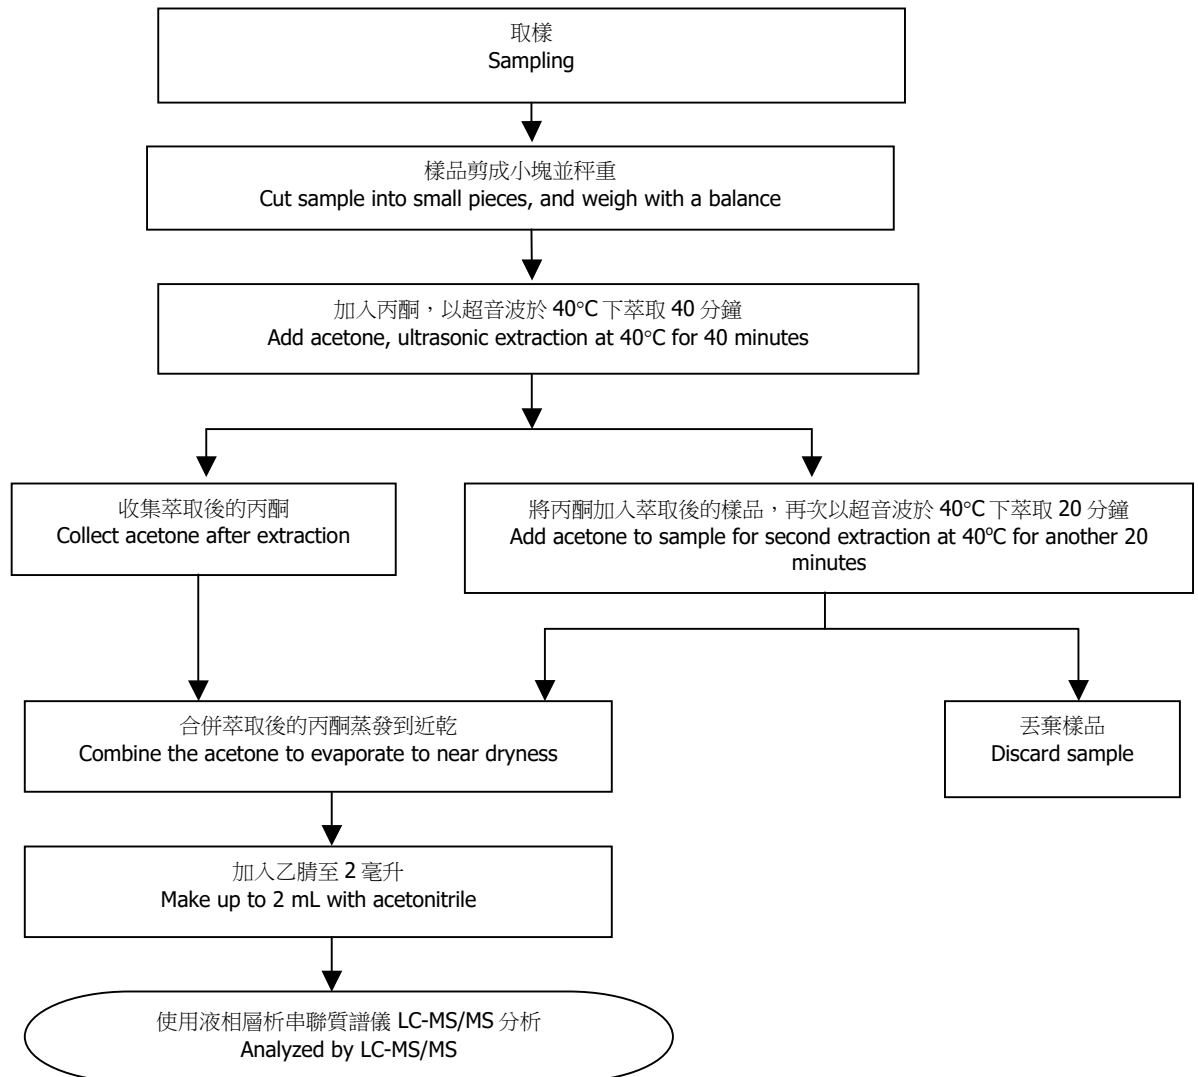 取樣
Sampling
樣品剪成小塊並秤重
Cut sample into small pieces, and weigh with a balance
加入丙酮，以超音波於 40°C 下萃取 40 分鐘
Add acetone, ultrasonic extraction at 40°C for 40 minutes
收集萃取後的丙酮
Collect acetone after extraction
將丙酮加入萃取後的樣品，再次以超音波於 40°C 下萃取 20 分鐘
Add acetone to sample for second extraction at 40ºC for another 20
minutes
合併萃取後的丙酮蒸發到近乾
Combine the acetone to evaporate to near dryness
丟棄樣品
Discard sample
加入乙腈至 2 毫升
Make up to 2 mL with acetonitrile
使用液相層析串聯質譜儀 LC-MS/MS 分析
Analyzed by LC-MS/MS